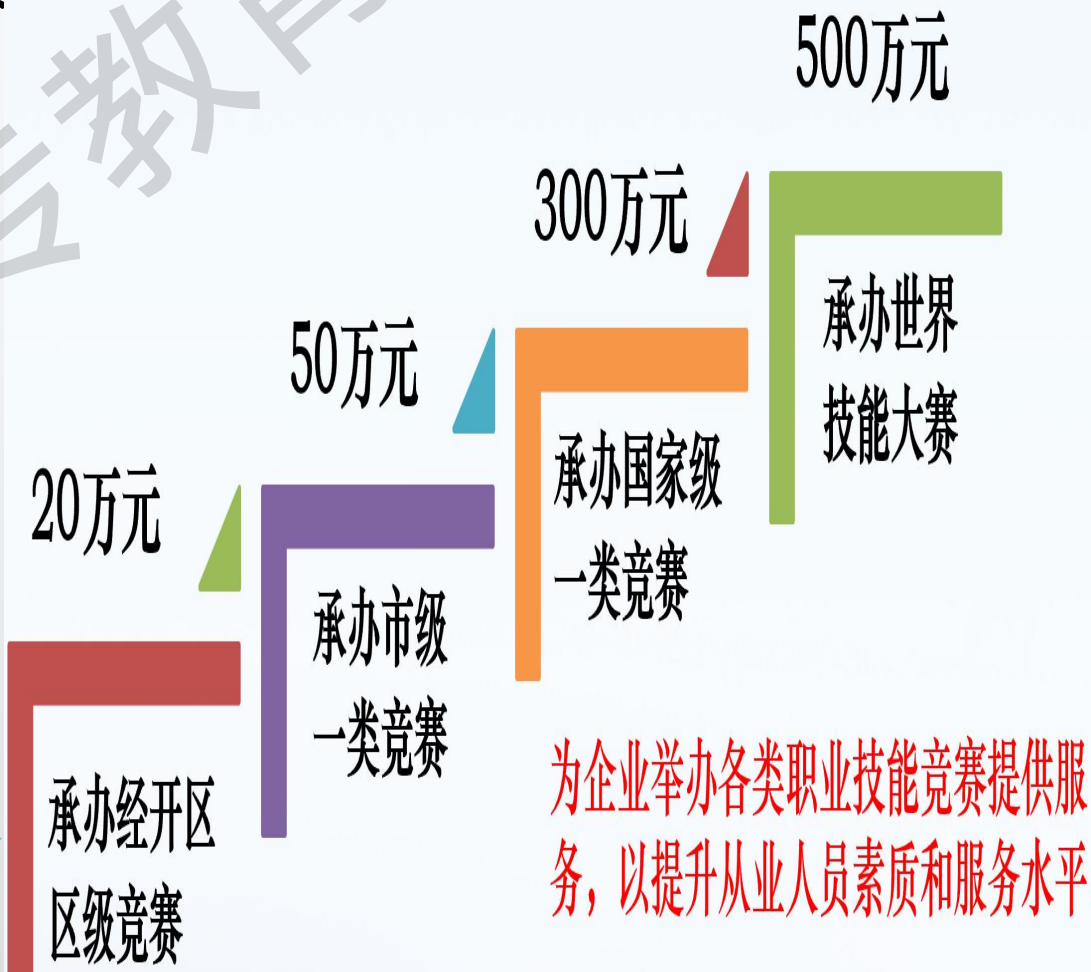 500万元
承办世界
技能大赛
300万元
承办国家级
一类竞赛
50万元
承办市级
一类竞赛
20万元
承办经开区
区级竞赛
为企业举办各类职业技能竞赛提供服
务，以提升从业人员素质和服务水平
专教育